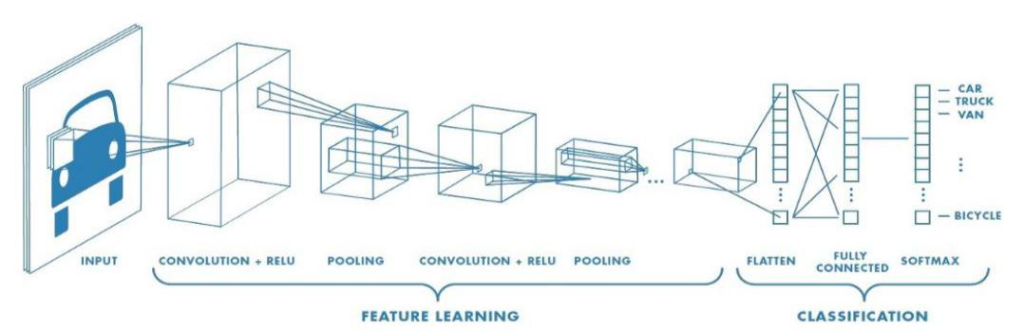 CAR
TRUCK
VAN
BICYCLE
INPUT
CONVOLUTION + RELU
POOLING
CONVOLUTION + RELU
POOLING
FLATTEN
FULLY
CONNECTED
SOFTMAX
FEATURE LEARNING
CLASSIFICATION